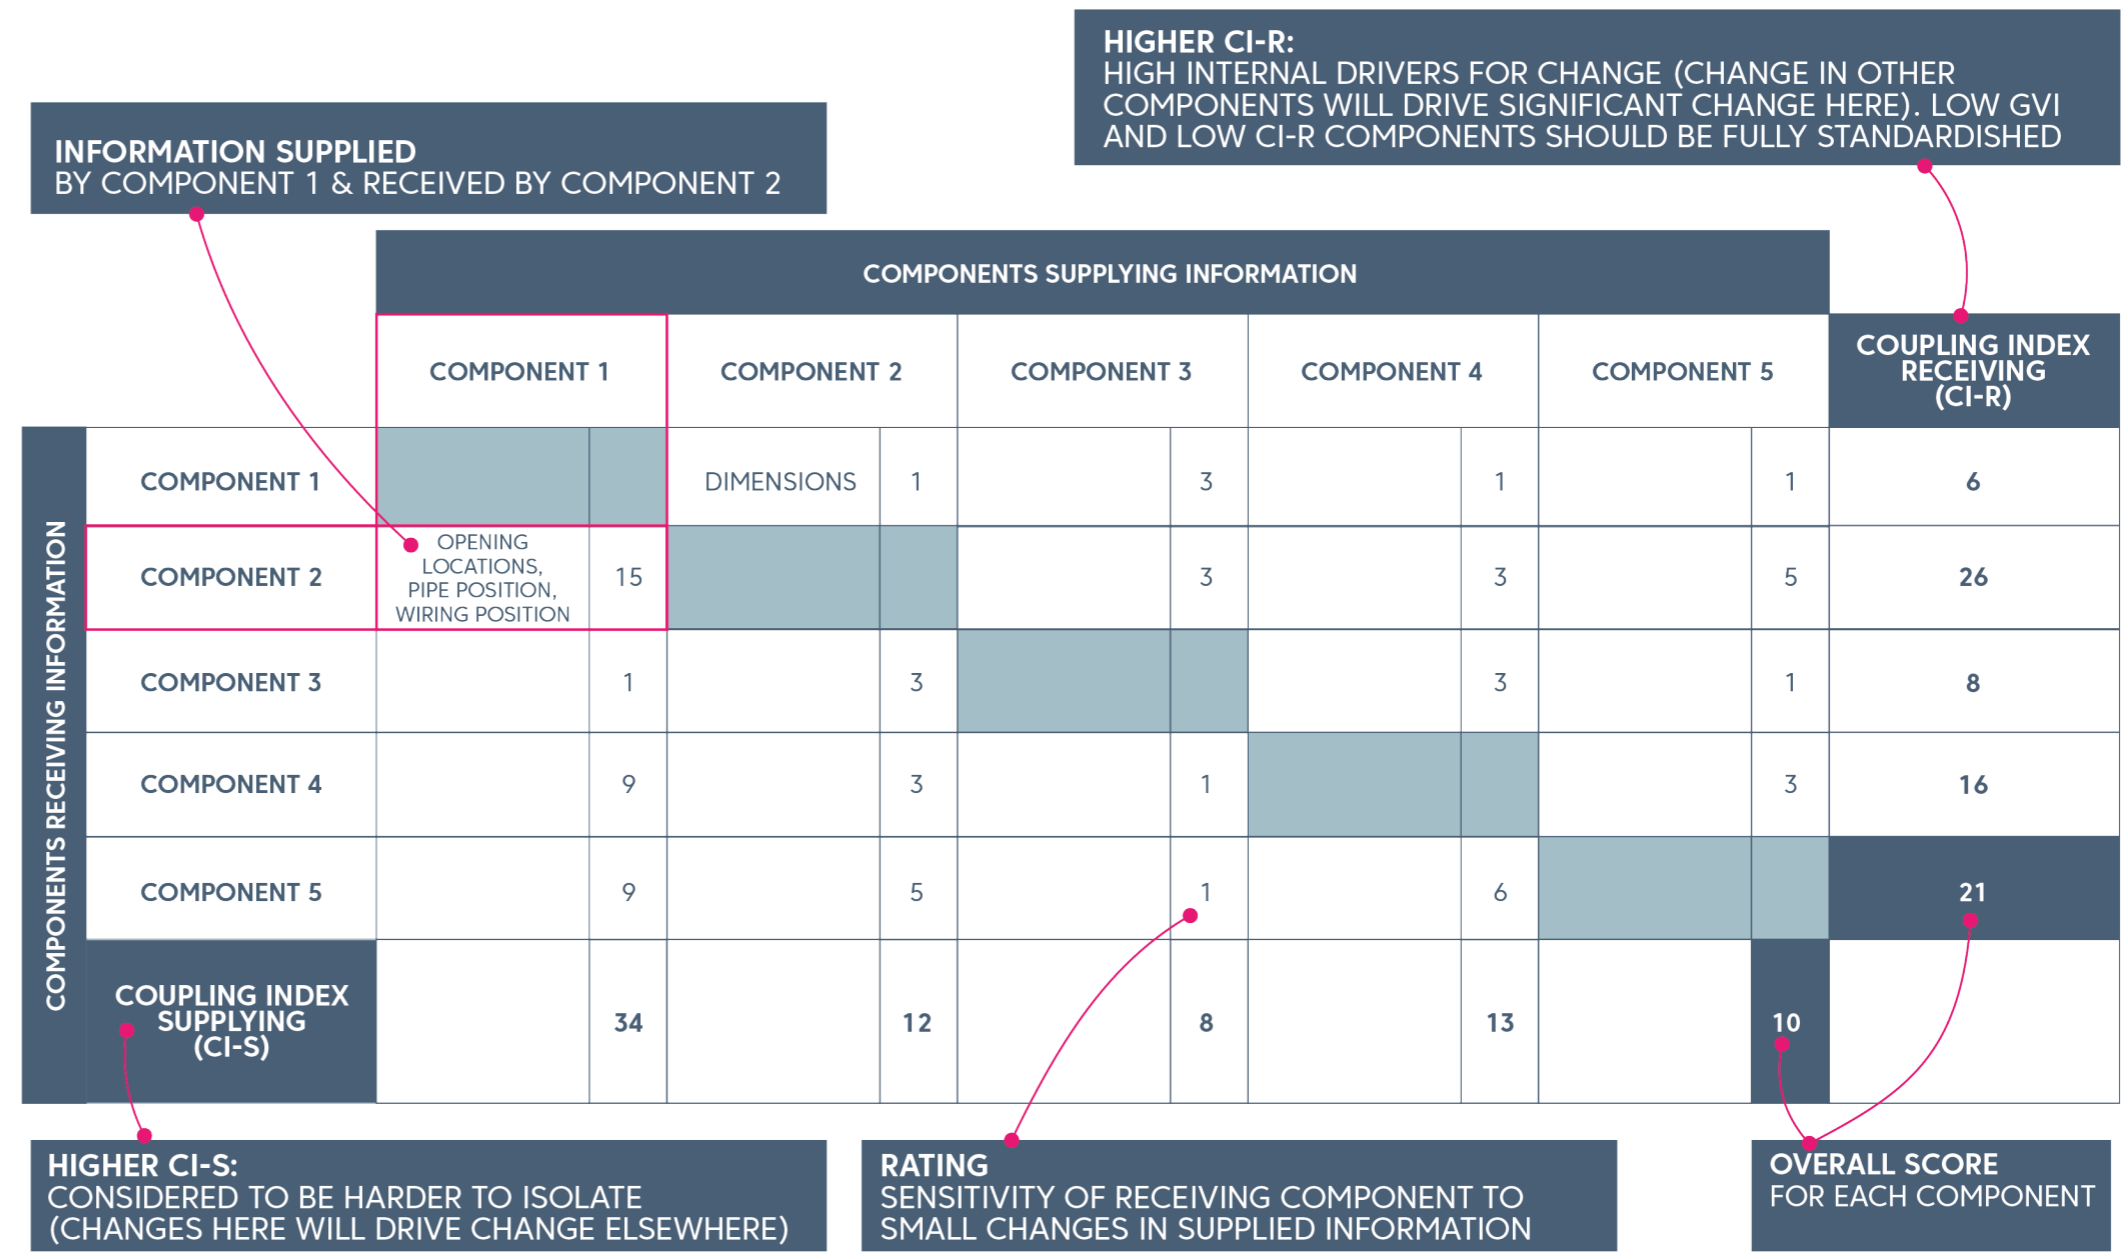 HIGHER CI-R:
HIGH INTERNAL DRIVERS FOR CHANGE (CHANGE IN OTHER
COMPONENTS WILL DRIVE SIGNIFICANT CHANGE HERE). LOW GVI
AND LOW CI-R COMPONENTS SHOULD BE FULLY STANDARDISHED
INFORMATION SUPPLIED
BY COMPONENT 1 & RECEIVED BY COMPONENT 2
COMPONENTS SUPPLYING INFORMATION
COMPONENT 1 COMPONENT 2 COMPONENT 3 COMPONENT 4 COMPONENT 5
COUPLING INDEX
RECEIVING
(CI-R)
COMPONENTS RECEIVING INFORMATION
COMPONENT 1 DIMENSIONS 1 3 1 1 6
COMPONENT 2
OPENING
LOCATIONS,
PIPE POSITION,
WIRING POSITION
15 3 3 5 26
COMPONENT 3 1 3 3 1 8
COMPONENT 4 9 3 1 3 16
COMPONENT 5 9 5 1 6 21
COUPLING INDEX
SUPPLYING
(CI-S)
34 12 8 13 10
HIGHER CI-S:
CONSIDERED TO BE HARDER TO ISOLATE
(CHANGES HERE WILL DRIVE CHANGE ELSEWHERE)
RATING
SENSITIVITY OF RECEIVING COMPONENT TO
SMALL CHANGES IN SUPPLIED INFORMATION
OVERALL SCORE
FOR EACH COMPONENT